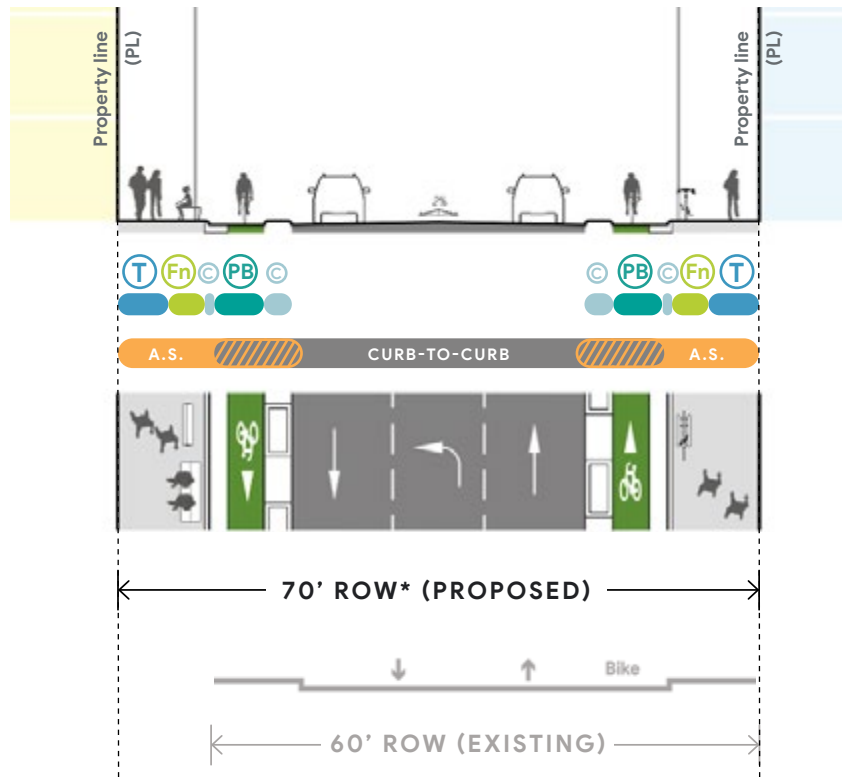 Property line
(PL)
Property line
(PL)
2%
T Fn C PB C
C PB C Fn T
A.S. CURB-TO-CURB A.S.
70’ ROW* (PROPOSED)
Bike
60’ ROW (EXISTING)